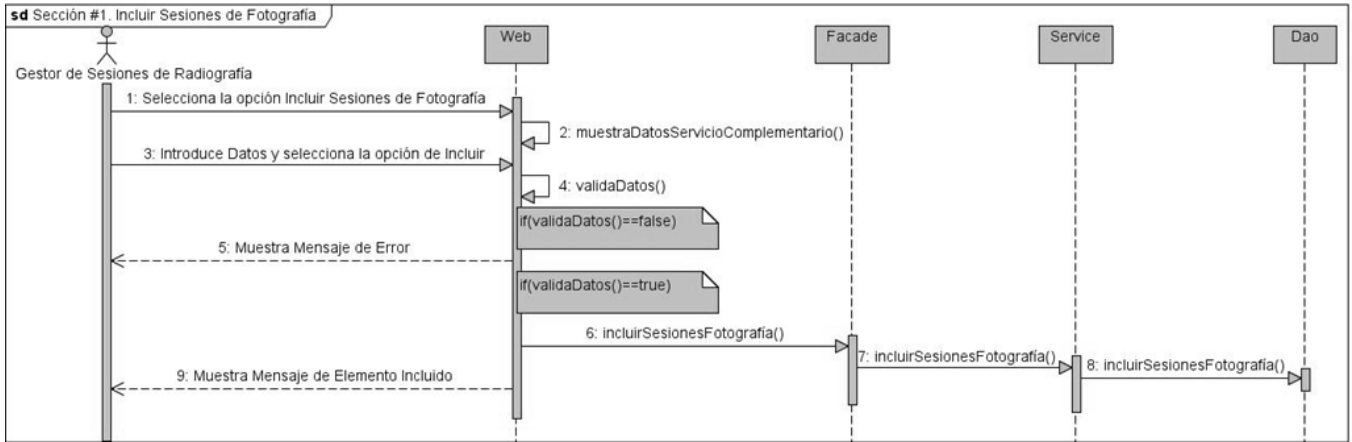 sd Sección #1. Incluir Sesiones de Fotografía
Web
Facade
Service
Dao
Gestor de Sesiones de Radiografía
1: Selecciona la opción Incluir Sesiones de Fotografía
2: muestraDatosServicioComplementario()
3: Introduce Datos y selecciona la opción de Incluir
4: validaDatos()
if(validaDatos()==false)
5: Muestra Mensaje de Error
if(validaDatos()==true)
6: incluirSesionesFotografía()
7: incluirSesionesFotografía()
8: incluirSesionesFotografía()
9: Muestra Mensaje de Elemento Incluido